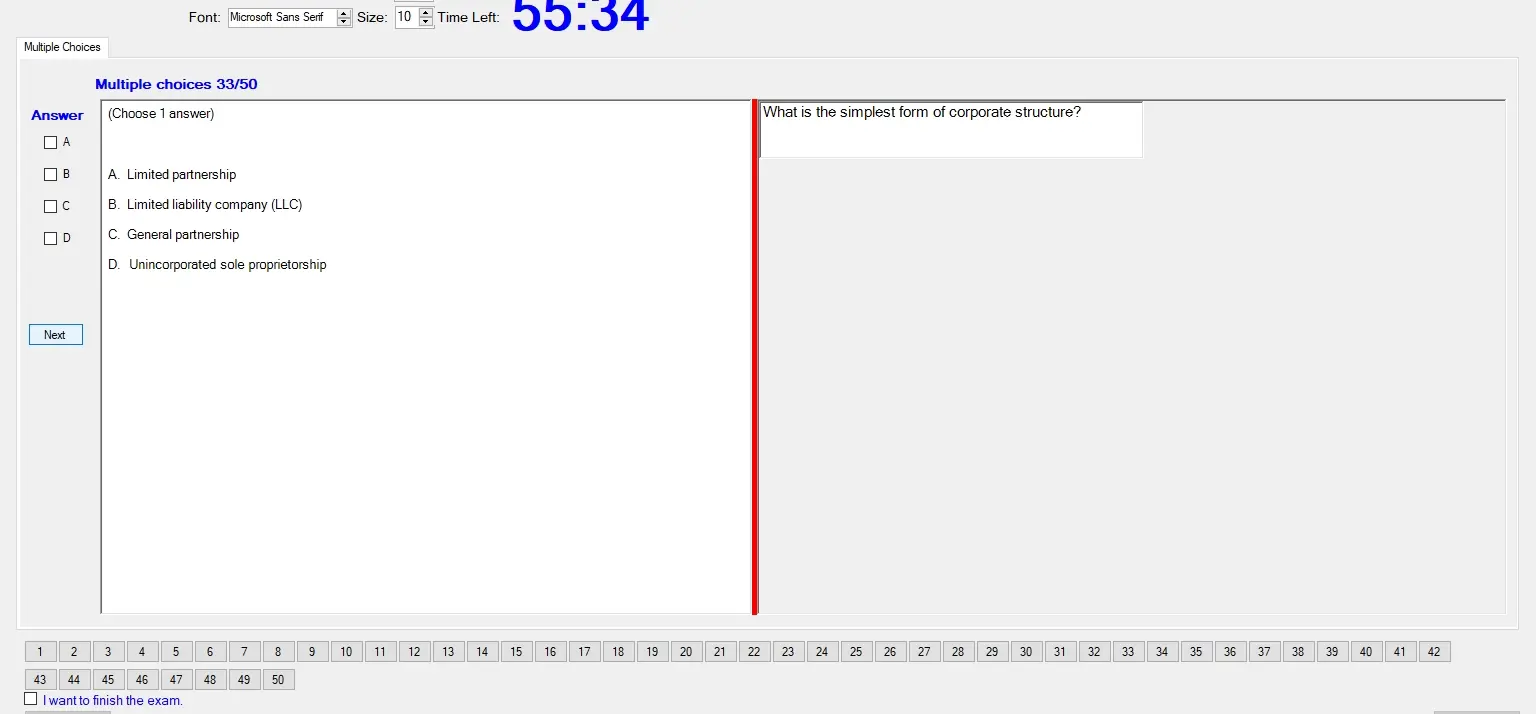 Font: Microsoft Sans Serif Size: 10 Time Left: 55:34
Multiple Choices
Multiple choices 33/50
Answer
(Choose 1 answer)
What is the simplest form of corporate structure?
A
B
C
D
A. Limited partnership
B. Limited liability company (LLC)
C. General partnership
D. Unincorporated sole proprietorship
Next
1 2 3 4 5 6 7 8 9 10 11 12 13 14 15 16 17 18 19 20 21 22 23 24 25 26 27 28 29 30 31 32 33 34 35 36 37 38 39 40 41 42
43 44 45 46 47 48 49 50
I want to finish the exam.